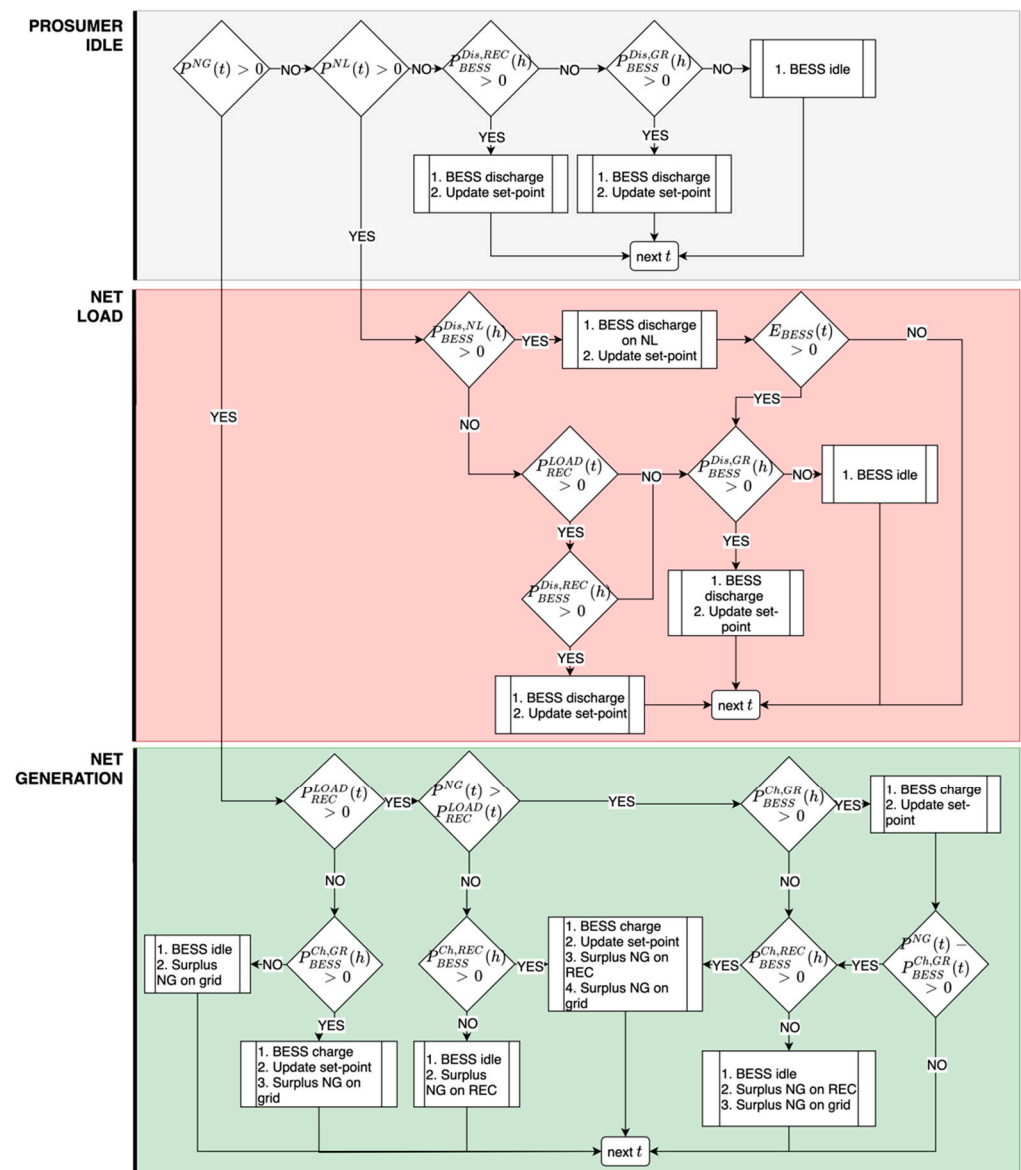 PROSUMER
IDLE
P^{NG}(t) > 0
NO
P^{NL}(t) > 0
NO
P_{BESS}^{Dis,REC}(h)
> 0
NO
P_{BESS}^{Dis,GR}(h)
> 0
NO
1. BESS idle
YES
YES
1. BESS discharge
2. Update set-point
1. BESS discharge
2. Update set-point
YES
next t
NET
LOAD
P_{BESS}^{Dis,NL}(h)
> 0
YES
1. BESS discharge
on NL
2. Update set-point
E_{BESS}(t)
> 0
NO
YES
YES
NO
P_{REC}^{LOAD}(t)
> 0
NO
P_{BESS}^{Dis,GR}(h)
> 0
NO
1. BESS idle
YES
YES
P_{BESS}^{Dis,REC}(h)
> 0
1. BESS
discharge
2. Update set-
point
YES
1. BESS discharge
2. Update set-point
next t
NET
GENERATION
P_{REC}^{LOAD}(t)
> 0
YES
P^{NG}(t) >
P_{REC}^{LOAD}(t)
YES
P_{BESS}^{Ch,GR}(h)
> 0
YES
1. BESS charge
2. Update set-
point
NO
NO
NO
1. BESS idle
2. Surplus
NG on grid
NO
P_{BESS}^{Ch,GR}(h)
> 0
P_{BESS}^{Ch,REC}(h)
> 0
YES
1. BESS charge
2. Update set-point
3. Surplus NG on
REC
4. Surplus NG on
grid
YES
P_{BESS}^{Ch,REC}(h)
> 0
YES
P^{NG}(t) −
P_{BESS}^{Ch,GR}(t)
> 0
YES
NO
NO
NO
1. BESS charge
2. Update set-point
3. Surplus NG on
grid
1. BESS idle
2. Surplus
NG on REC
1. BESS idle
2. Surplus NG on REC
3. Surplus NG on grid
next t